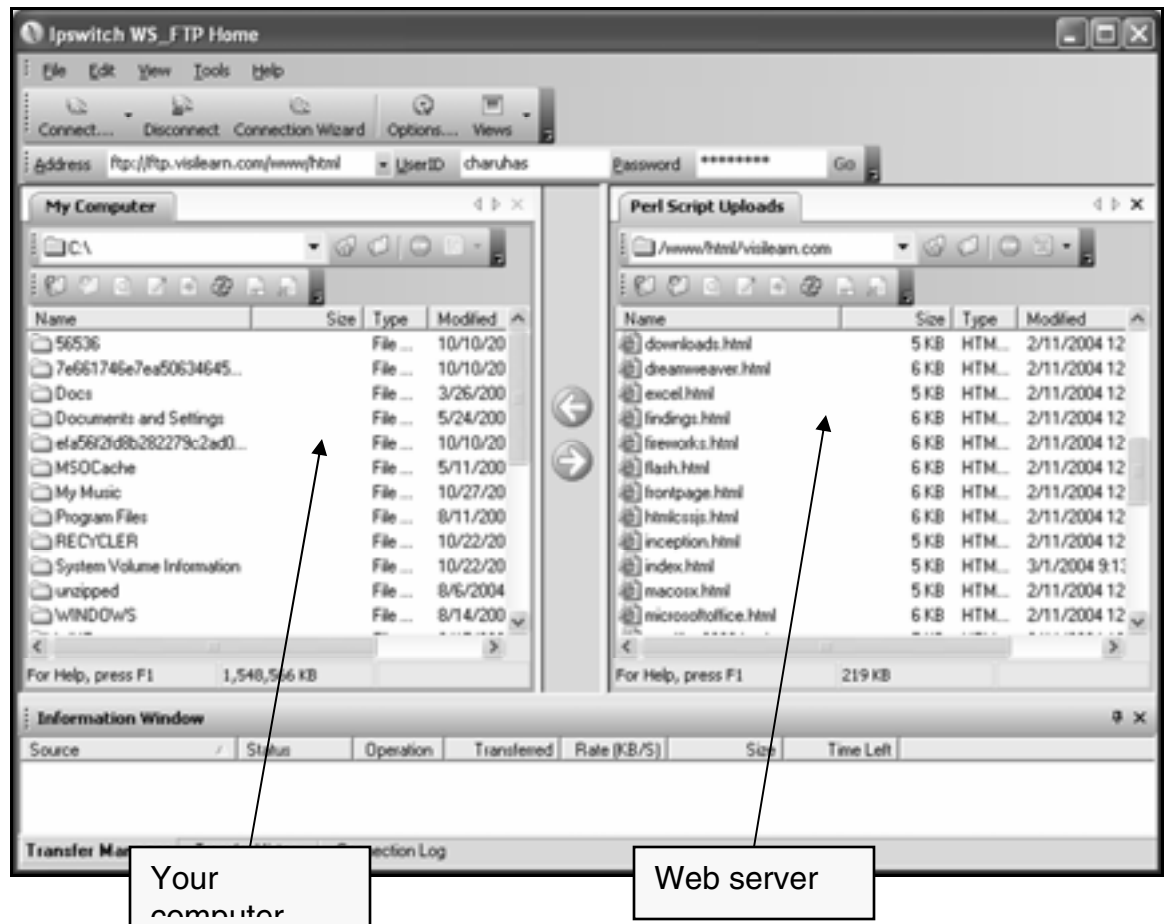 Ipswitch WS_FTP Home
File Edit View Tools Help
Connect.... Disconnect Connection Wizard Options.... Views
Address ftp://ftp.visilearn.com/www/html UserID charuhas Password ******** Go
My Computer
C:\
Name Size Type Modified
56536 File ... 10/10/20
7e661746e7ea50634645... File ... 10/10/20
Docs File ... 3/26/200
Documents and Settings File ... 5/24/200
File ... 10/10/20
MSOCache File ... 5/11/200
My Music File ... 10/27/20
Program Files File ... 8/11/200
RECYCLER File ... 10/22/20
System Volume Information File ... 10/22/20
unzipped File ... 8/6/2004
WINDOWS File ... 8/14/200
For Help, press F1 1,548,566 KB
Perl Script Uploads
/www/html/visilearn.com
Name Size Type Modified
downloads.html 5 KB HTM... 2/11/2004 12
dreamweaver.html 6 KB HTM... 2/11/2004 12
excel.html 5 KB HTM... 2/11/2004 12
findings.html 6 KB HTM... 2/11/2004 12
fireworks.html 6 KB HTM... 2/11/2004 12
flash.html 6 KB HTM... 2/11/2004 12
frontpage.html 6 KB HTM... 2/11/2004 12
htmlcssjs.html 6 KB HTM... 2/11/2004 12
inception.html 5 KB HTM... 2/11/2004 12
index.html 5 KB HTM... 3/1/2004 9:13
macosx.html 5 KB HTM... 2/11/2004 12
microsoftoffice.html 6 KB HTM... 2/11/2004 12
For Help, press F1 219 KB
Information Window
Source Status Operation Transferred Rate (KB/S) Size Time Left
Transfer Log
Your
computer
Web server